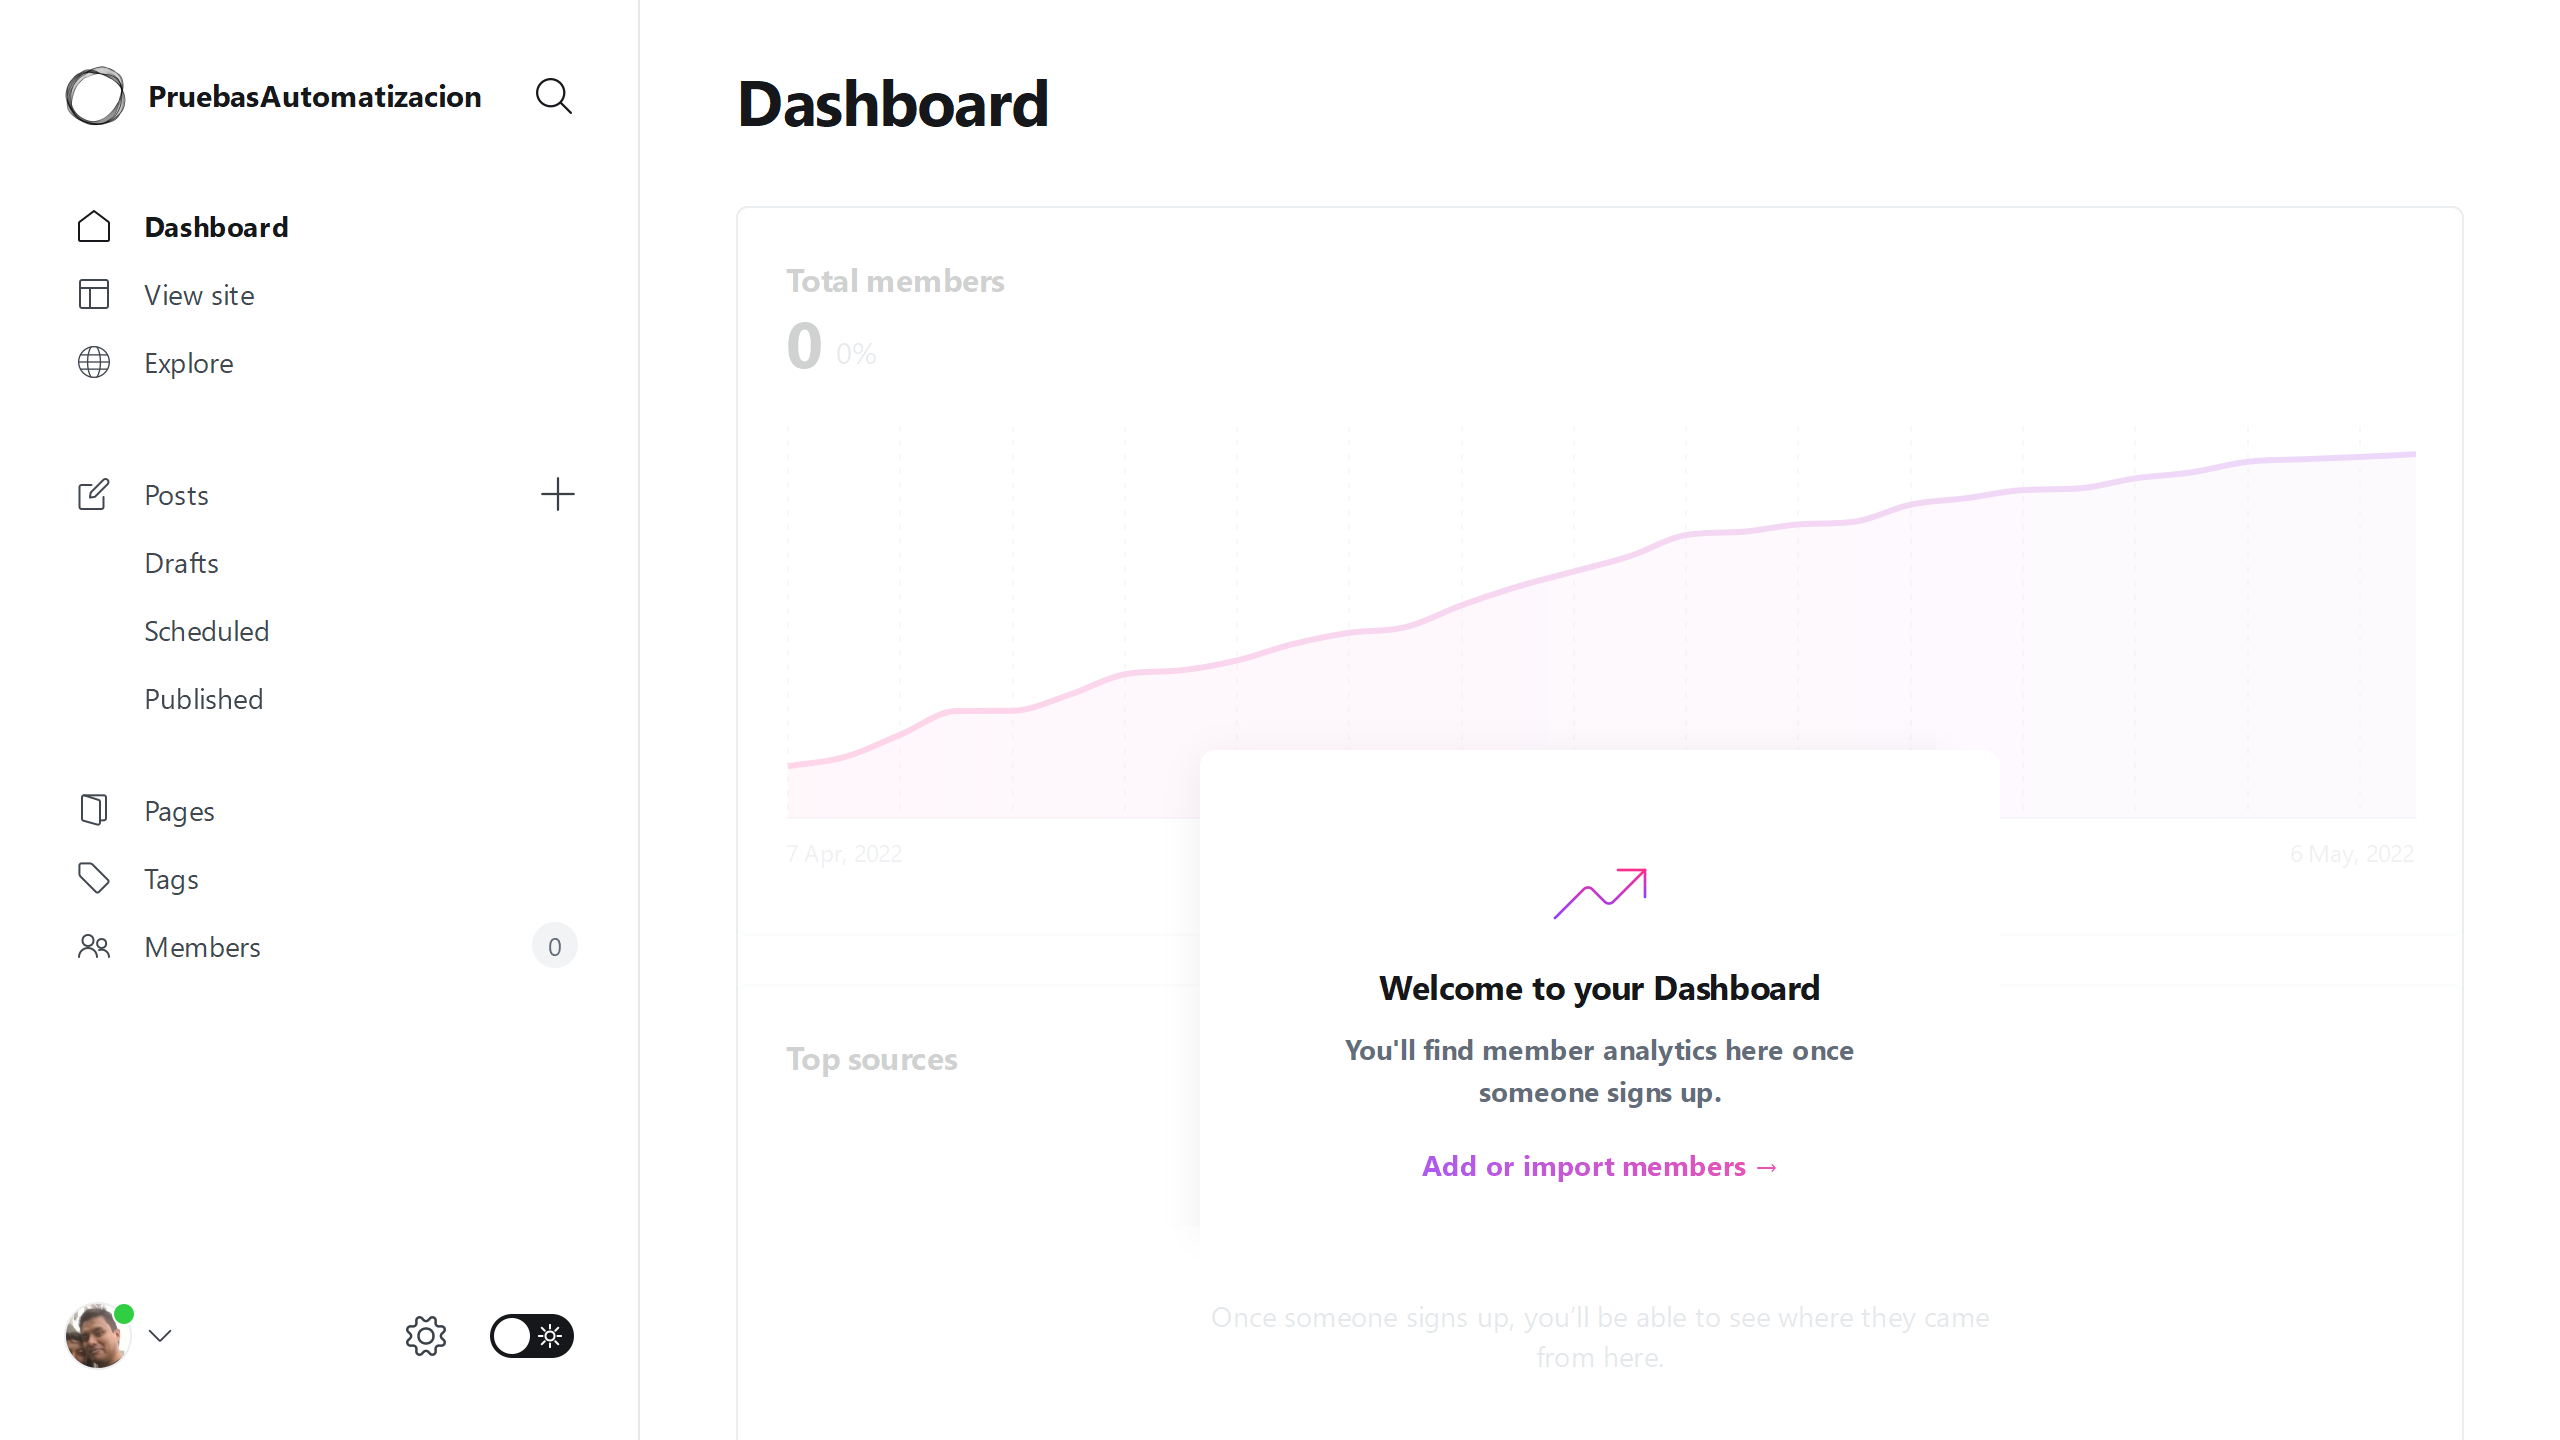 PruebasAutomatizacion
Dashboard
View site
Explore
Posts
Drafts
Scheduled
Published
Pages
Tags
Members
0
Dashboard
Total members
0 0%
7 Apr, 2022
6 May, 2022
Welcome to your Dashboard
You'll find member analytics here once
someone signs up.
Add or import members →
Top sources
Once someone signs up, you’ll be able to see where they came
from here.